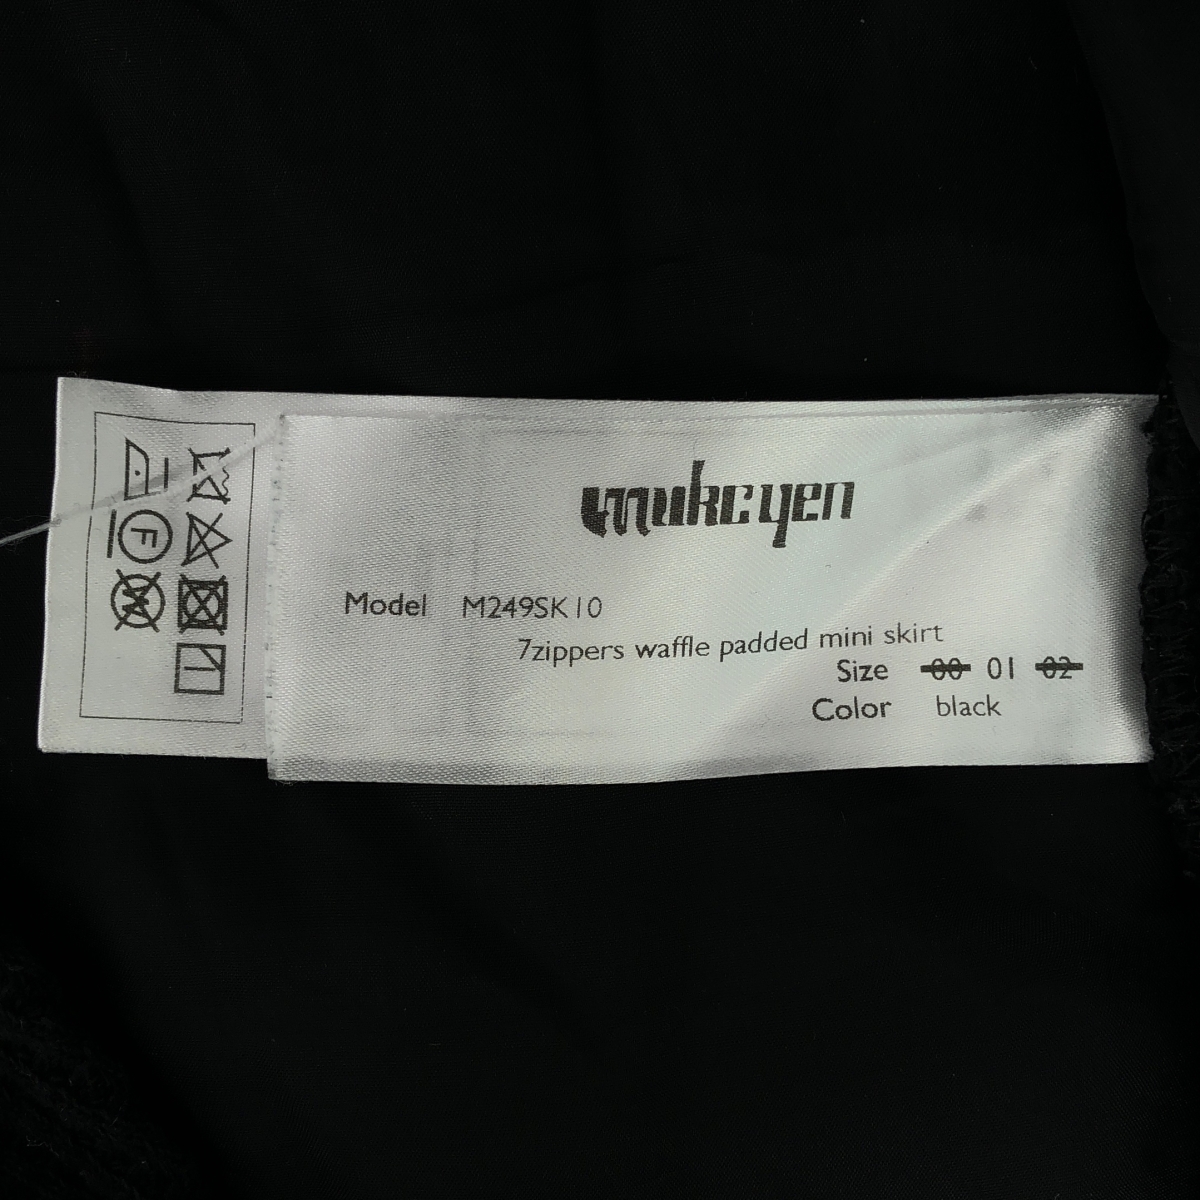 mukcyen
Model M249SK10
7zippers waffle padded mini skirt
Size 00 01 02
Color black
F
W